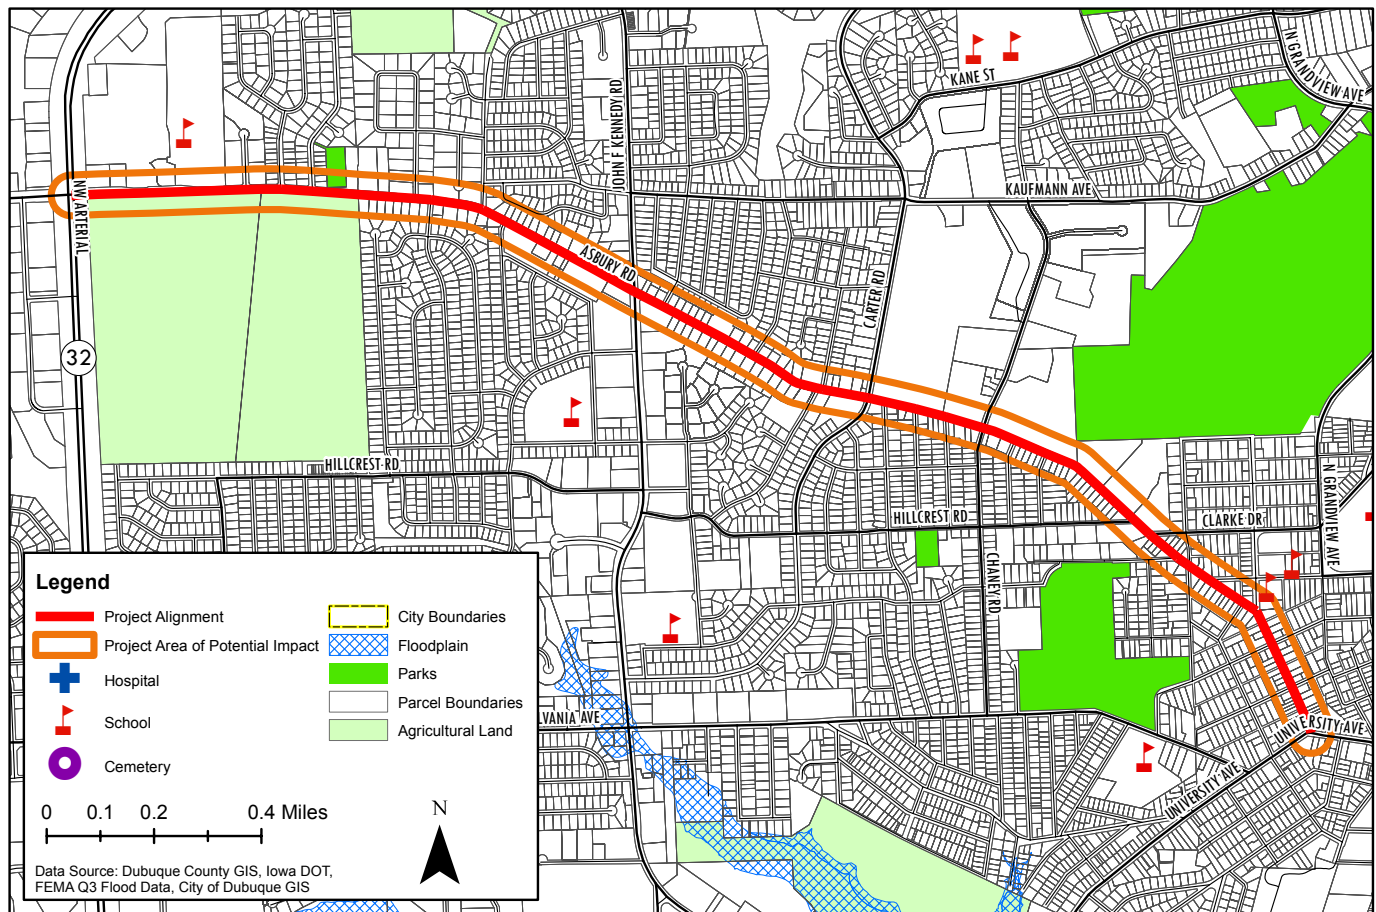 N GRANDVIEW AVE
KANE ST
JOHN F KENNEDY RD
NW ARTERIAL
KAUFMANN AVE
ASBURY RD
CARTER RD
32
HILLCREST RD
HILLCREST RD
CLARKE DR
N GRANDVIEW AVE
CHANEY RD
LVANIA AVE
UNIVERSITY AVE
UNIVERSITY AVE
Legend
Project Alignment
Project Area of Potential Impact
Hospital
School
Cemetery
City Boundaries
Floodplain
Parks
Parcel Boundaries
Agricultural Land
0 0.1 0.2 0.4 Miles
N
Data Source: Dubuque County GIS, Iowa DOT,
FEMA Q3 Flood Data, City of Dubuque GIS